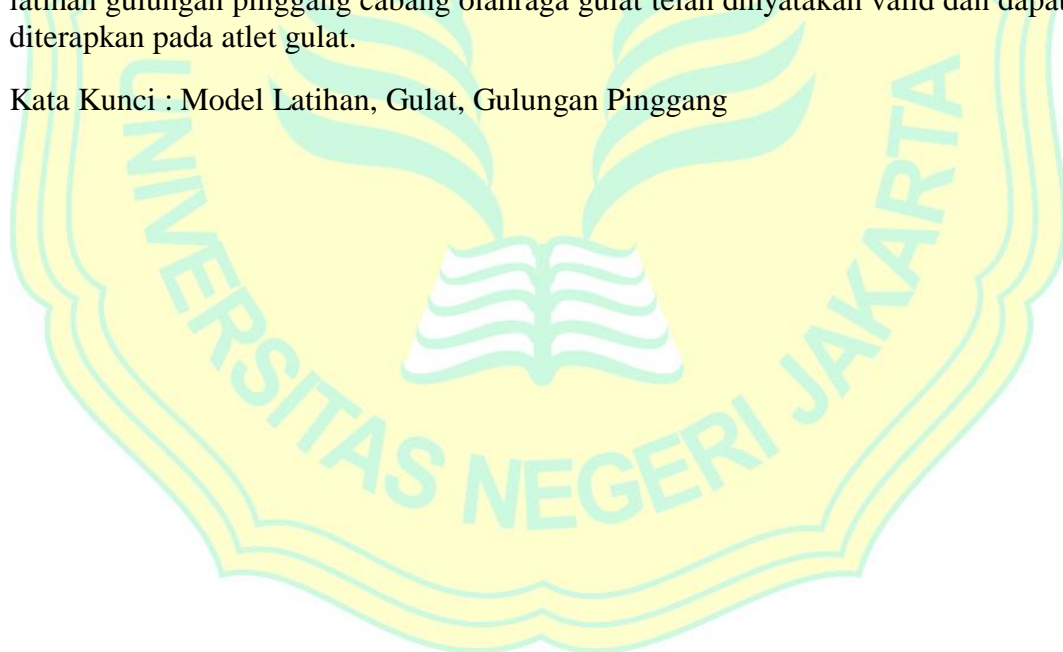 latihan gulungan pinggang cabang olahraga gulat telah dinyatakan valid dan dapat
diterapkan pada atlet gulat.
Kata Kunci : Model Latihan, Gulat, Gulungan Pinggang
UNIVERSITAS NEGERI JAKARTA